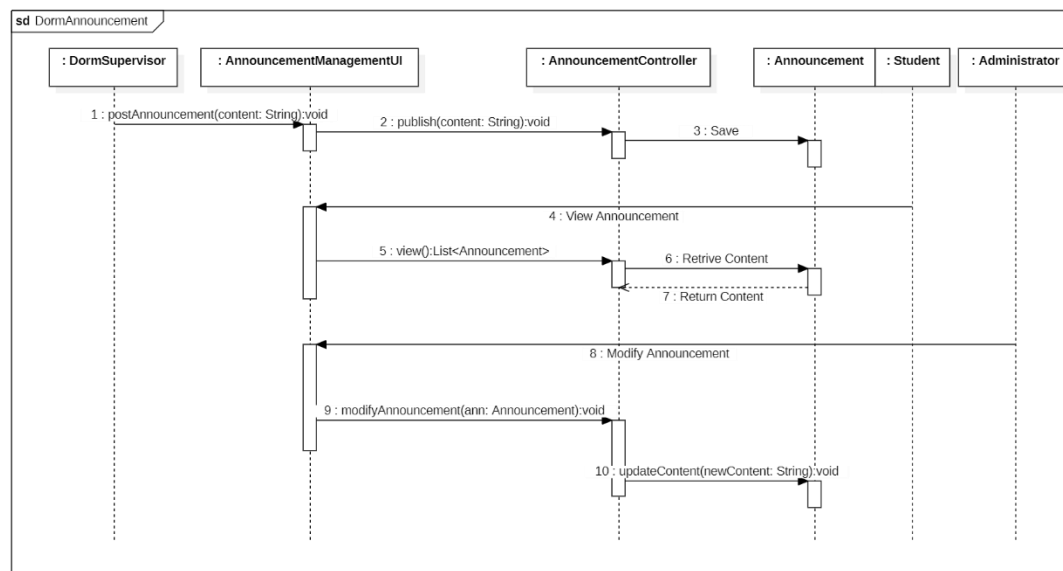 sd DormAnnouncement
: DormSupervisor
: AnnouncementManagementUI
: AnnouncementController
: Announcement
: Student
: Administrator
1 : postAnnouncement(content: String):void
2 : publish(content: String):void
3 : Save
4 : View Announcement
5 : view():List<Announcement>
6 : Retrive Content
7 : Return Content
8 : Modify Announcement
9 : modifyAnnouncement(ann: Announcement):void
10 : updateContent(newContent: String):void